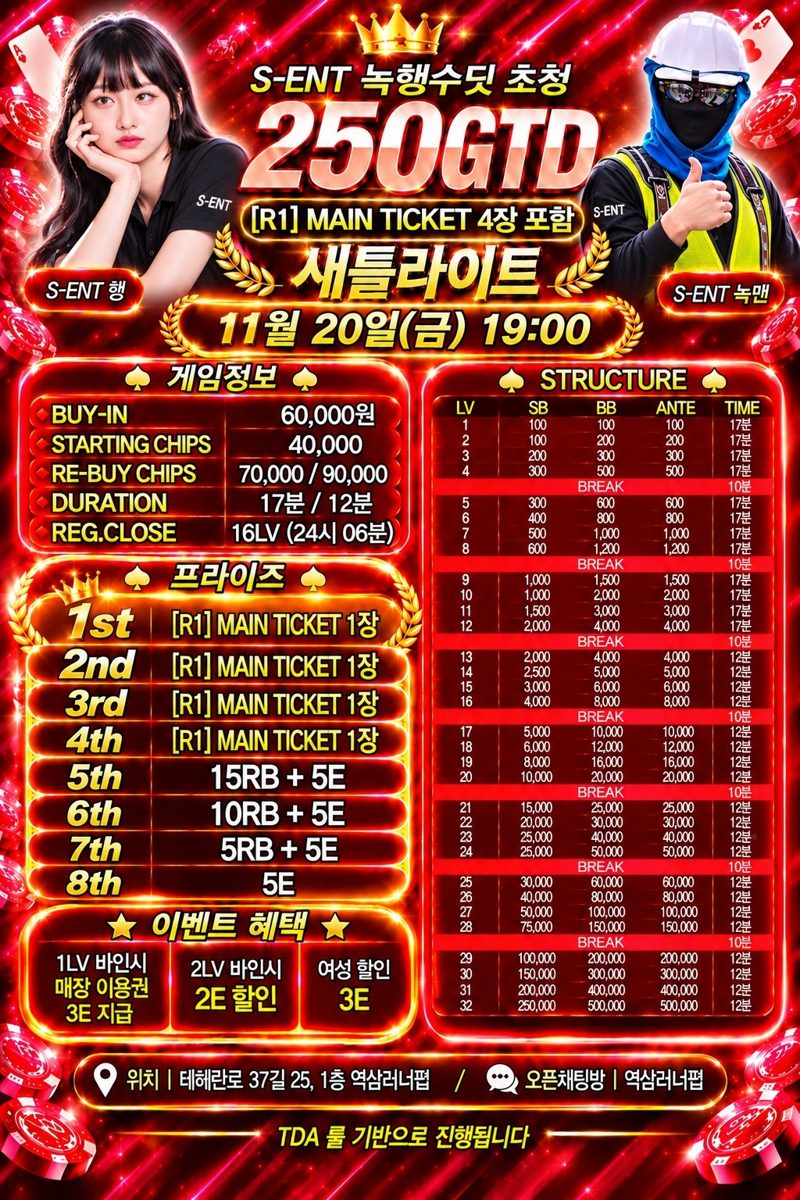 S-ENT 녹행수딧 초청
250GTD
[R1] MAIN TICKET 4장 포함
새틀라이트
11월 20일(금) 19:00
S-ENT
S-ENT
S-ENT 행
S-ENT 녹맨
게임정보
BUY-IN 60,000원
STARTING CHIPS 40,000
RE-BUY CHIPS 70,000 / 90,000
DURATION 17분 / 12분
REG.CLOSE 16LV (24시 06분)
프라이즈
1st [R1] MAIN TICKET 1장
2nd [R1] MAIN TICKET 1장
3rd [R1] MAIN TICKET 1장
4th [R1] MAIN TICKET 1장
5th 15RB + 5E
6th 10RB + 5E
7th 5RB + 5E
8th 5E
이벤트 혜택
1LV 바인시
매장 이용권
3E 지급
2LV 바인시
2E 할인
여성 할인
3E
STRUCTURE
LV SB BB ANTE TIME
1 100 100 100 17분
2 100 200 200 17분
3 200 300 300 17분
4 300 500 500 17분
BREAK 10분
5 300 600 600 17분
6 400 800 800 17분
7 500 1,000 1,000 17분
8 600 1,200 1,200 17분
BREAK 10분
9 1,000 1,500 1,500 17분
10 1,000 2,000 2,000 17분
11 1,500 3,000 3,000 17분
12 2,000 4,000 4,000 17분
BREAK 10분
13 2,000 4,000 4,000 12분
14 2,500 5,000 5,000 12분
15 3,000 6,000 6,000 12분
16 4,000 8,000 8,000 12분
BREAK 10분
17 5,000 10,000 10,000 12분
18 6,000 12,000 12,000 12분
19 8,000 16,000 16,000 12분
20 10,000 20,000 20,000 12분
BREAK 10분
21 15,000 25,000 25,000 12분
22 20,000 30,000 30,000 12분
23 25,000 40,000 40,000 12분
24 25,000 50,000 50,000 12분
BREAK 10분
25 30,000 60,000 60,000 12분
26 40,000 80,000 80,000 12분
27 50,000 100,000 100,000 12분
28 75,000 150,000 150,000 12분
BREAK 10분
29 100,000 200,000 200,000 12분
30 150,000 300,000 300,000 12분
31 200,000 400,000 400,000 12분
32 250,000 500,000 500,000 12분
위치 | 테헤란로 37길 25, 1층 역삼러너펍 / 오픈채팅방 | 역삼러너펍
TDA 룰 기반으로 진행됩니다